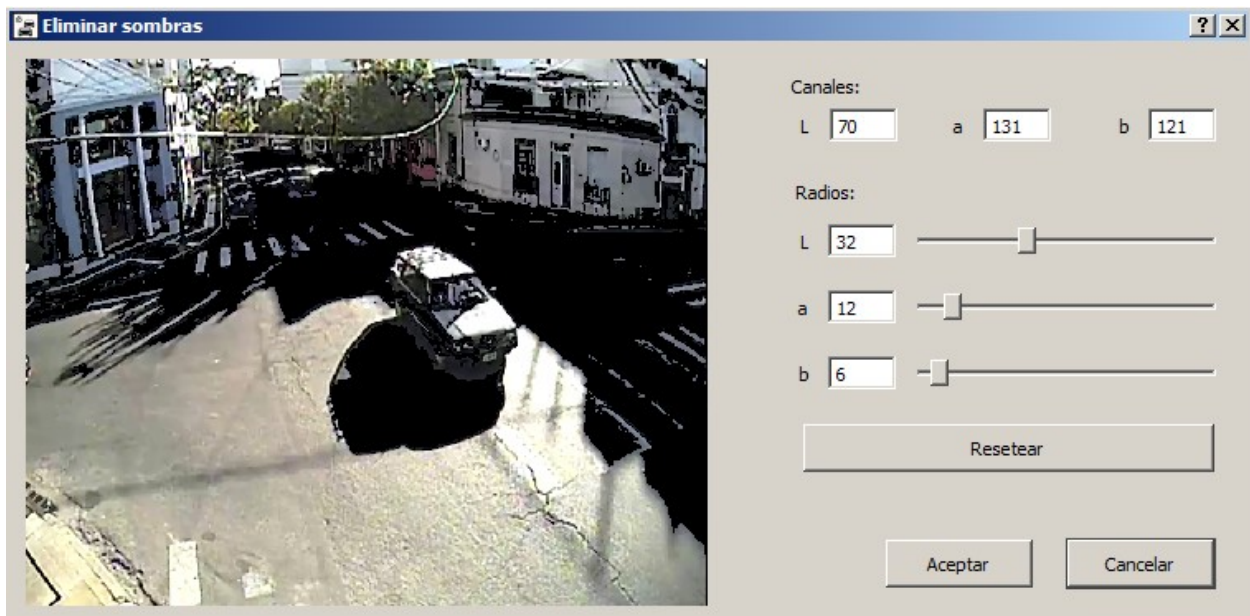 Eliminar sombras
Canales:
L 70 a 131 b 121
Radios:
L 32
a 12
b 6
Resetear
Aceptar Cancelar